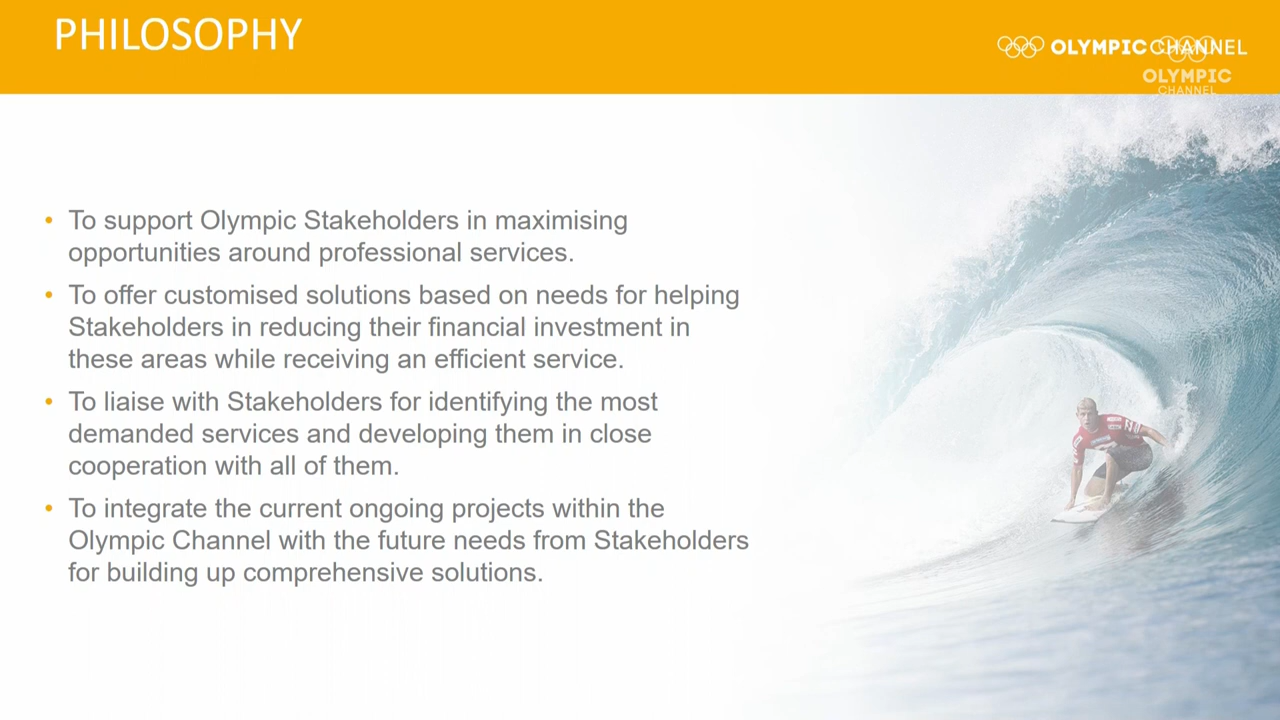 PHILOSOPHY
OLYMPIC CHANNEL
OLYMPIC
CHANNEL
• To support Olympic Stakeholders in maximising
opportunities around professional services.
• To offer customised solutions based on needs for helping
Stakeholders in reducing their financial investment in
these areas while receiving an efficient service.
• To liaise with Stakeholders for identifying the most
demanded services and developing them in close
cooperation with all of them.
• To integrate the current ongoing projects within the
Olympic Channel with the future needs from Stakeholders
for building up comprehensive solutions.